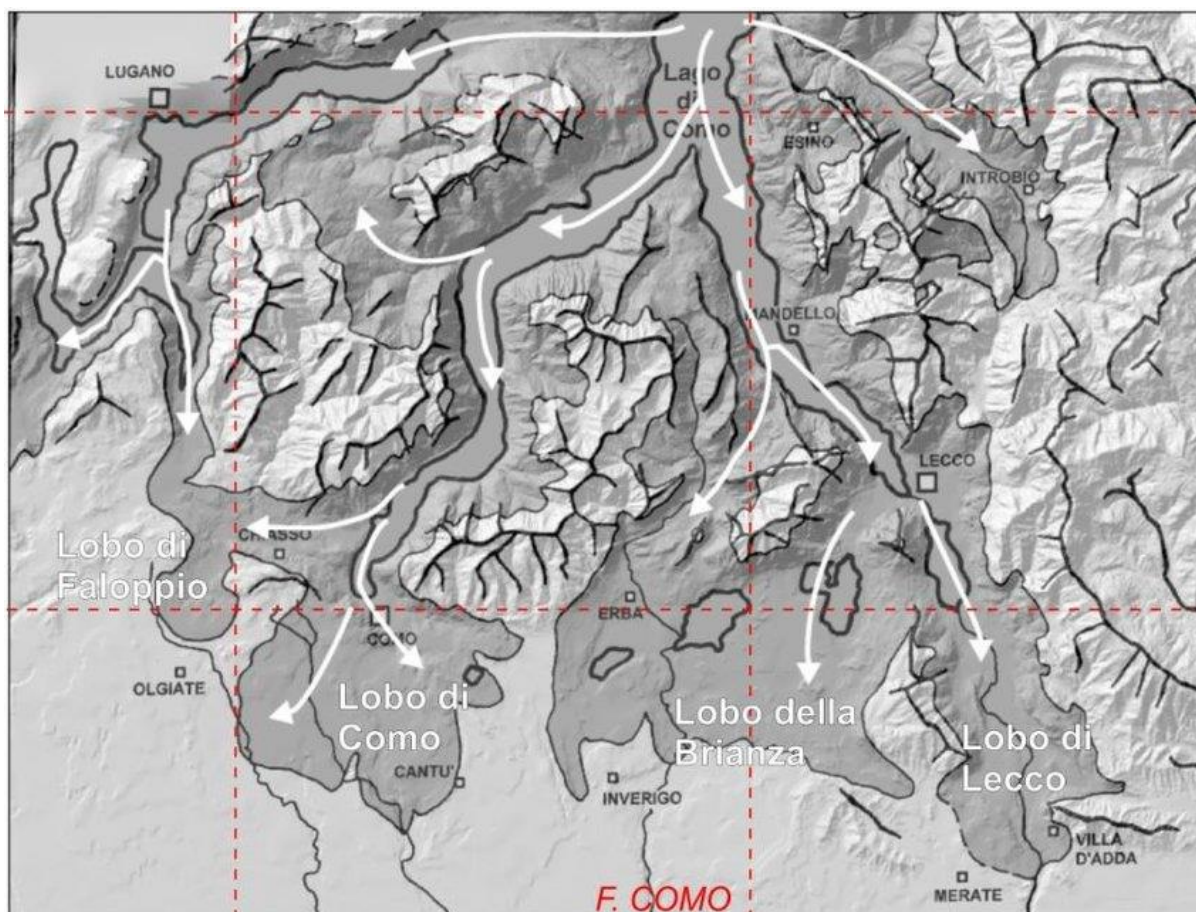 LUGANO
Lago
di
Como
ESINO
INTROBIO
MANDELLO
LECCO
CHIASSO
Lobo di
Faloppio
ERBA
COMO
OLGIATE
Lobo di
Como
Lobo della
Brianza
Lobo di
Lecco
CANTU'
INVERIGO
VILLA
D'ADDA
MERATE
F. COMO